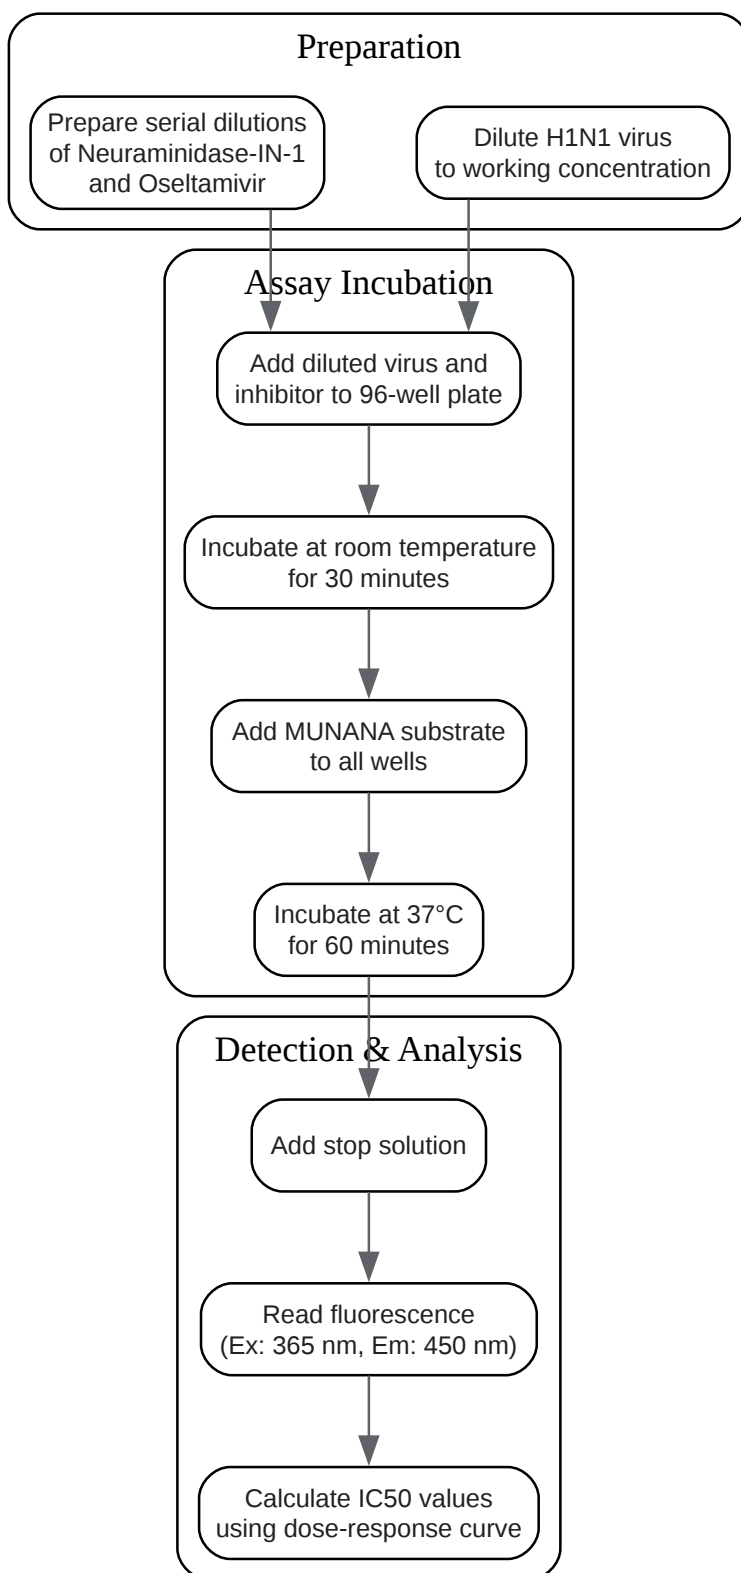 Preparation
Prepare serial dilutions
of Neuraminidase-IN-1
and Oseltamivir
Dilute H1N1 virus
to working concentration
Assay Incubation
Add diluted virus and
inhibitor to 96-well plate
Incubate at room temperature
for 30 minutes
Add MUNANA substrate
to all wells
Incubate at 37°C
for 60 minutes
Detection & Analysis
Add stop solution
Read fluorescence
(Ex: 365 nm, Em: 450 nm)
Calculate IC50 values
using dose-response curve